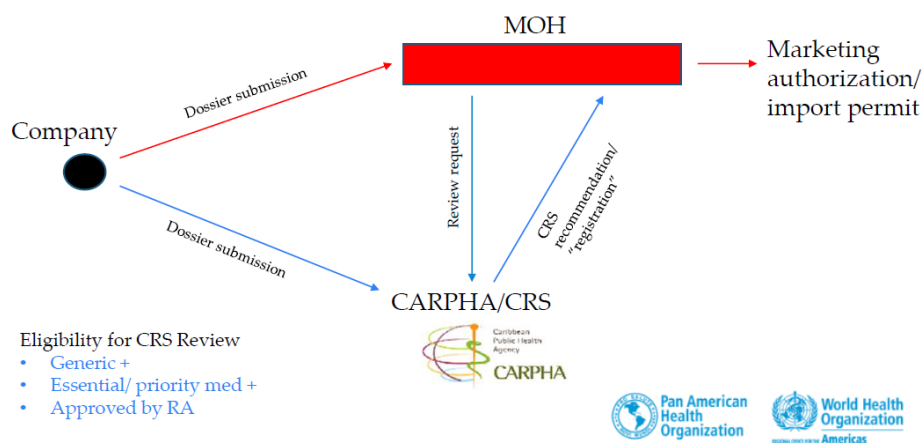 MOH
Marketing
authorization/
import permit
Dossier submission
Company
Review request
CRS
recommendation/
“registration”
Dossier submission
CARPHA/CRS
Caribbean
Public Health
Agency
CARPHA
Eligibility for CRS Review
• Generic +
• Essential/ priority med +
• Approved by RA
Pan American
Health
Organization
World Health
Organization
Americas